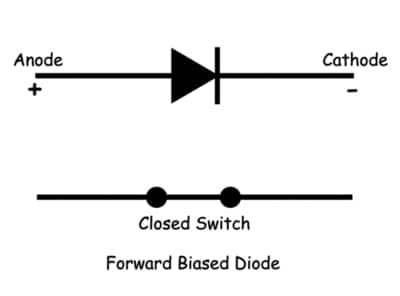 Anode Cathode
+ -
Closed Switch
Forward Biased Diode